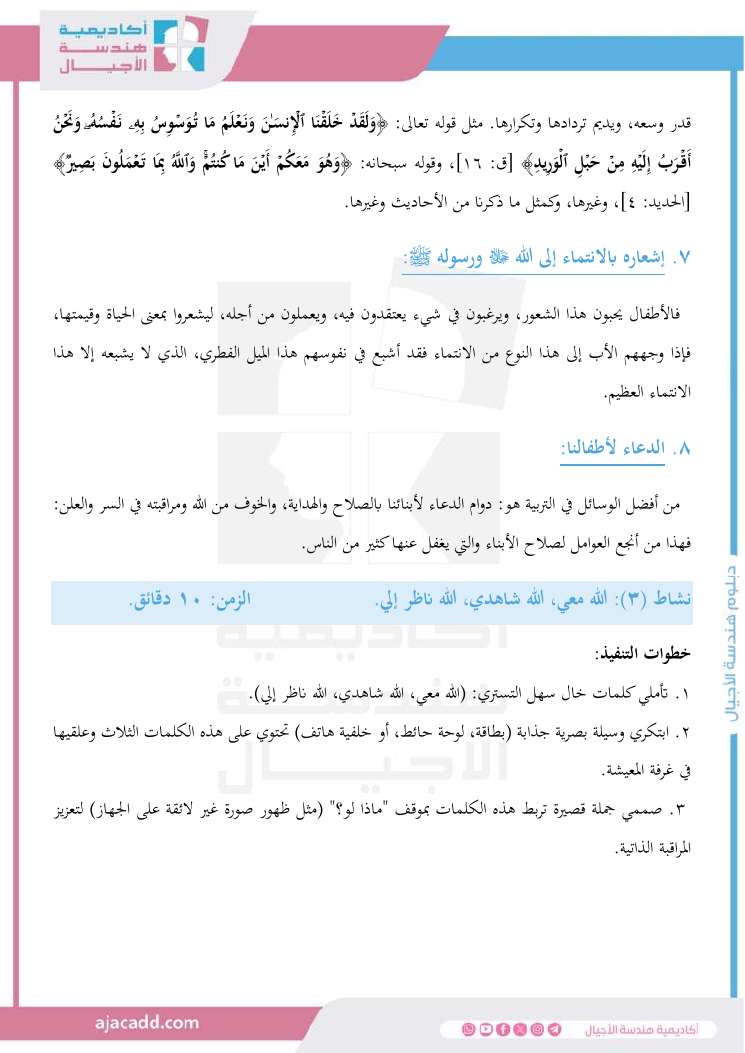 أكاديمية
هندسة
الأجيال
قدر وسعه، ويديم تردادها وتكرارها. مثل قوله تعالى: ﴿وَلَقَدْ خَلَقْنَا ٱلْإِنسَٰنَ وَنَعْلَمُ مَا تُوَسْوِسُ بِهِۦ نَفْسُهُۥ وَنَحْنُ
أَقْرَبُ إِلَيْهِ مِنْ حَبْلِ ٱلْوَرِيدِ﴾ [ق: ١٦]، وقوله سبحانه: ﴿وَهُوَ مَعَكُمْ أَيْنَ مَا كُنتُمْ وَٱللَّهُ بِمَا تَعْمَلُونَ بَصِيرٌ﴾
[الحديد: ٤]، وغيرها، وكمثل ما ذكرنا من الأحاديث وغيرها.
٧. إشعاره بالانتماء إلى الله ﷻ ورسوله ﷺ:
فالأطفال يحبون هذا الشعور، ويرغبون في شيء يعتقدون فيه، ويعملون من أجله، ليشعروا بمعنى الحياة وقيمتها،
فإذا وجههم الأب إلى هذا النوع من الانتماء فقد أشبع في نفوسهم هذا الميل الفطري، الذي لا يشبعه إلا هذا
الانتماء العظيم.
٨. الدعاء لأطفالنا:
من أفضل الوسائل في التربية هو: دوام الدعاء لأبنائنا بالصلاح والهداية، والخوف من الله ومراقبته في السر والعلن:
فهذا من أنجع العوامل لصلاح الأبناء والتي يغفل عنها كثير من الناس.
نشاط (٣): الله معي، الله شاهدي، الله ناظر إلي. الزمن: ١٠ دقائق.
خطوات التنفيذ:
١. تأملي كلمات خال سهل التستري: (الله معي، الله شاهدي، الله ناظر إلي).
٢. ابتكري وسيلة بصرية جذابة (بطاقة، لوحة حائط، أو خلفية هاتف) تحتوي على هذه الكلمات الثلاث وعلقيها
في غرفة المعيشة.
٣. صممي جملة قصيرة تربط هذه الكلمات بموقف "ماذا لو؟" (مثل ظهور صورة غير لائقة على الجهاز) لتعزيز
المراقبة الذاتية.
أكاديمية
هندسة
الأجيال
دبلوم هندسة الأجيال
أكاديمية هندسة الأجيال
ajacadd.com